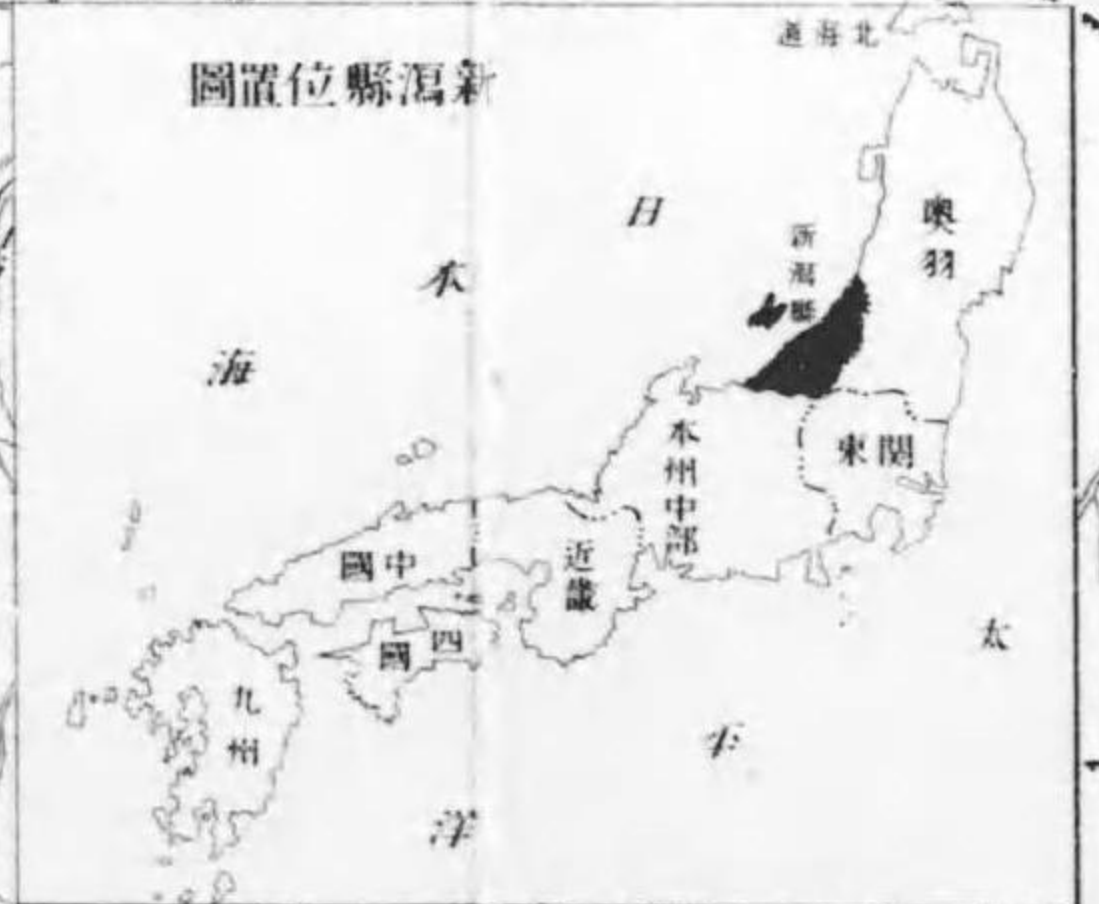 新潟縣位置圖
北海道
日本海
奥羽
新潟縣
関東
本州中部
近畿
中國
四國
九州
太平洋